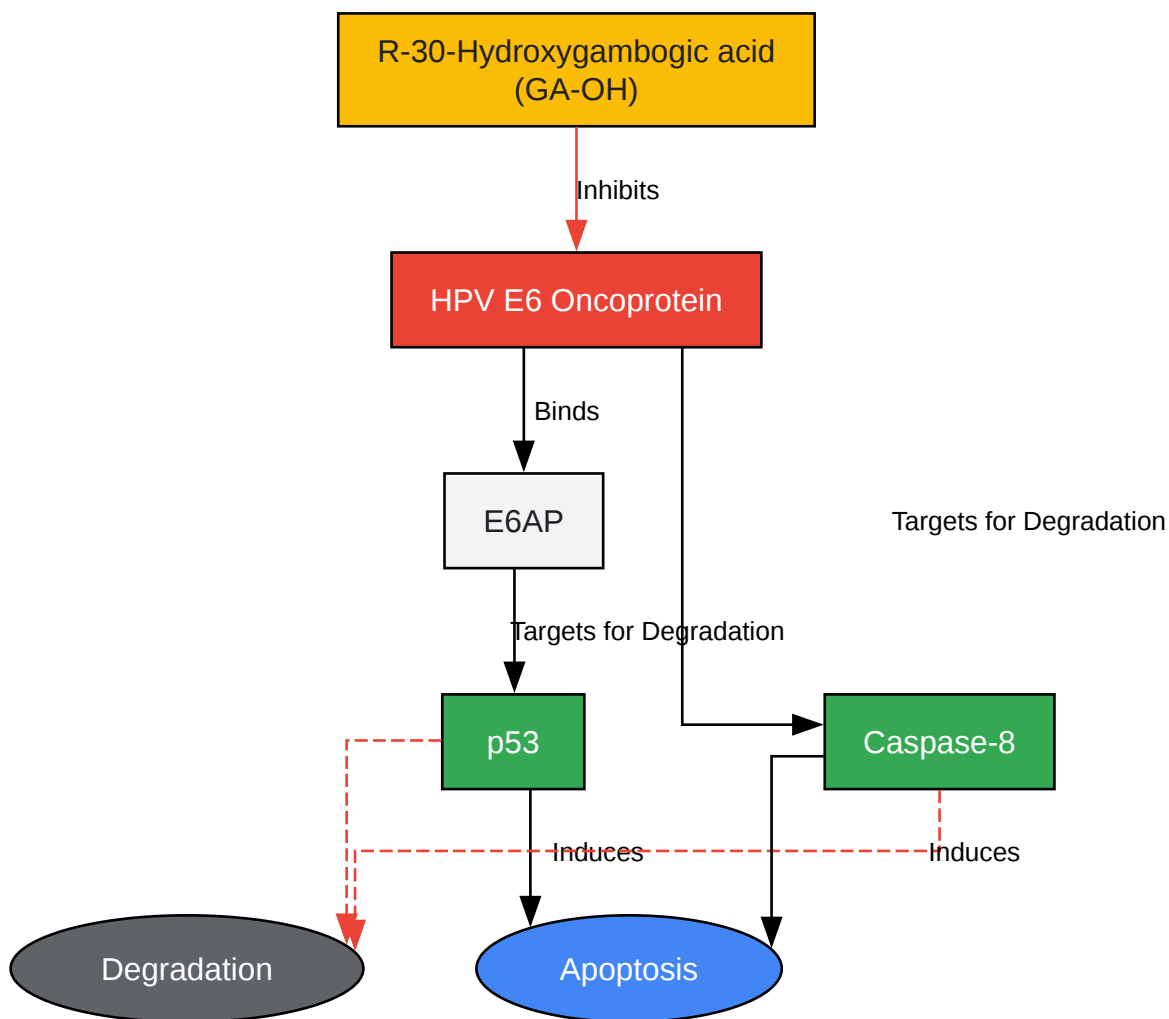 R-30-Hydroxygambogic acid
(GA-OH)
Inhibits
HPV E6 Oncoprotein
Binds
E6AP
Targets for Degradation
Targets for Degradation
p53
Caspase-8
Induces
Induces
Degradation
Apoptosis